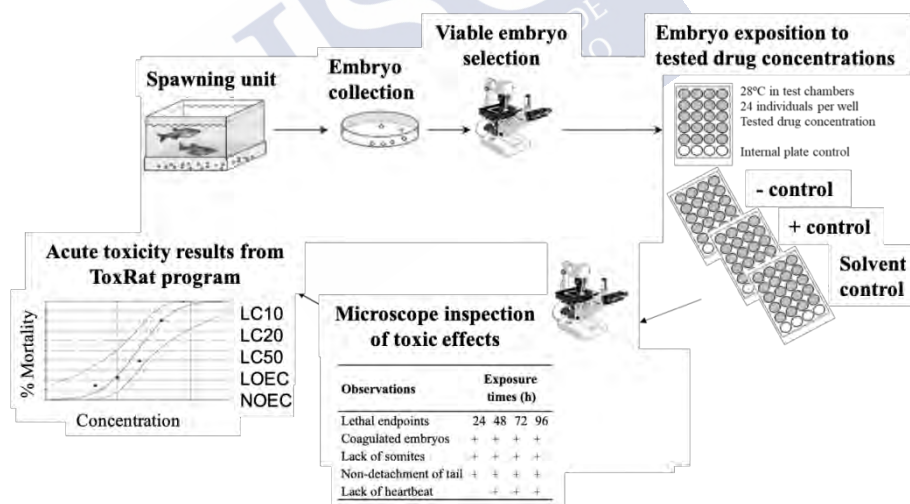 Spawning unit
Embryo
collection
Viable embryo
selection
Embryo exposition to
tested drug concentrations
28ºC in test chambers
24 individuals per well
Tested drug concentration
Internal plate control
- control
+ control
Solvent
control
Microscope inspection
of toxic effects
Observations
Exposure
times (h)
Lethal endpoints 24 48 72 96
Coagulated embryos + + + +
Lack of somites + + + +
Non-detachment of tail + + + +
Lack of heartbeat + + +
Acute toxicity results from
ToxRat program
% Mortality
Concentration
LC10
LC20
LC50
LOEC
NOEC